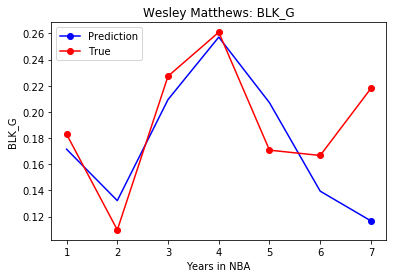 Wesley Matthews: BLK_G
Prediction
True
0.26
0.24
0.22
0.20
0.18
0.16
0.14
0.12
BLK_G
1 2 3 4 5 6 7
Years in NBA